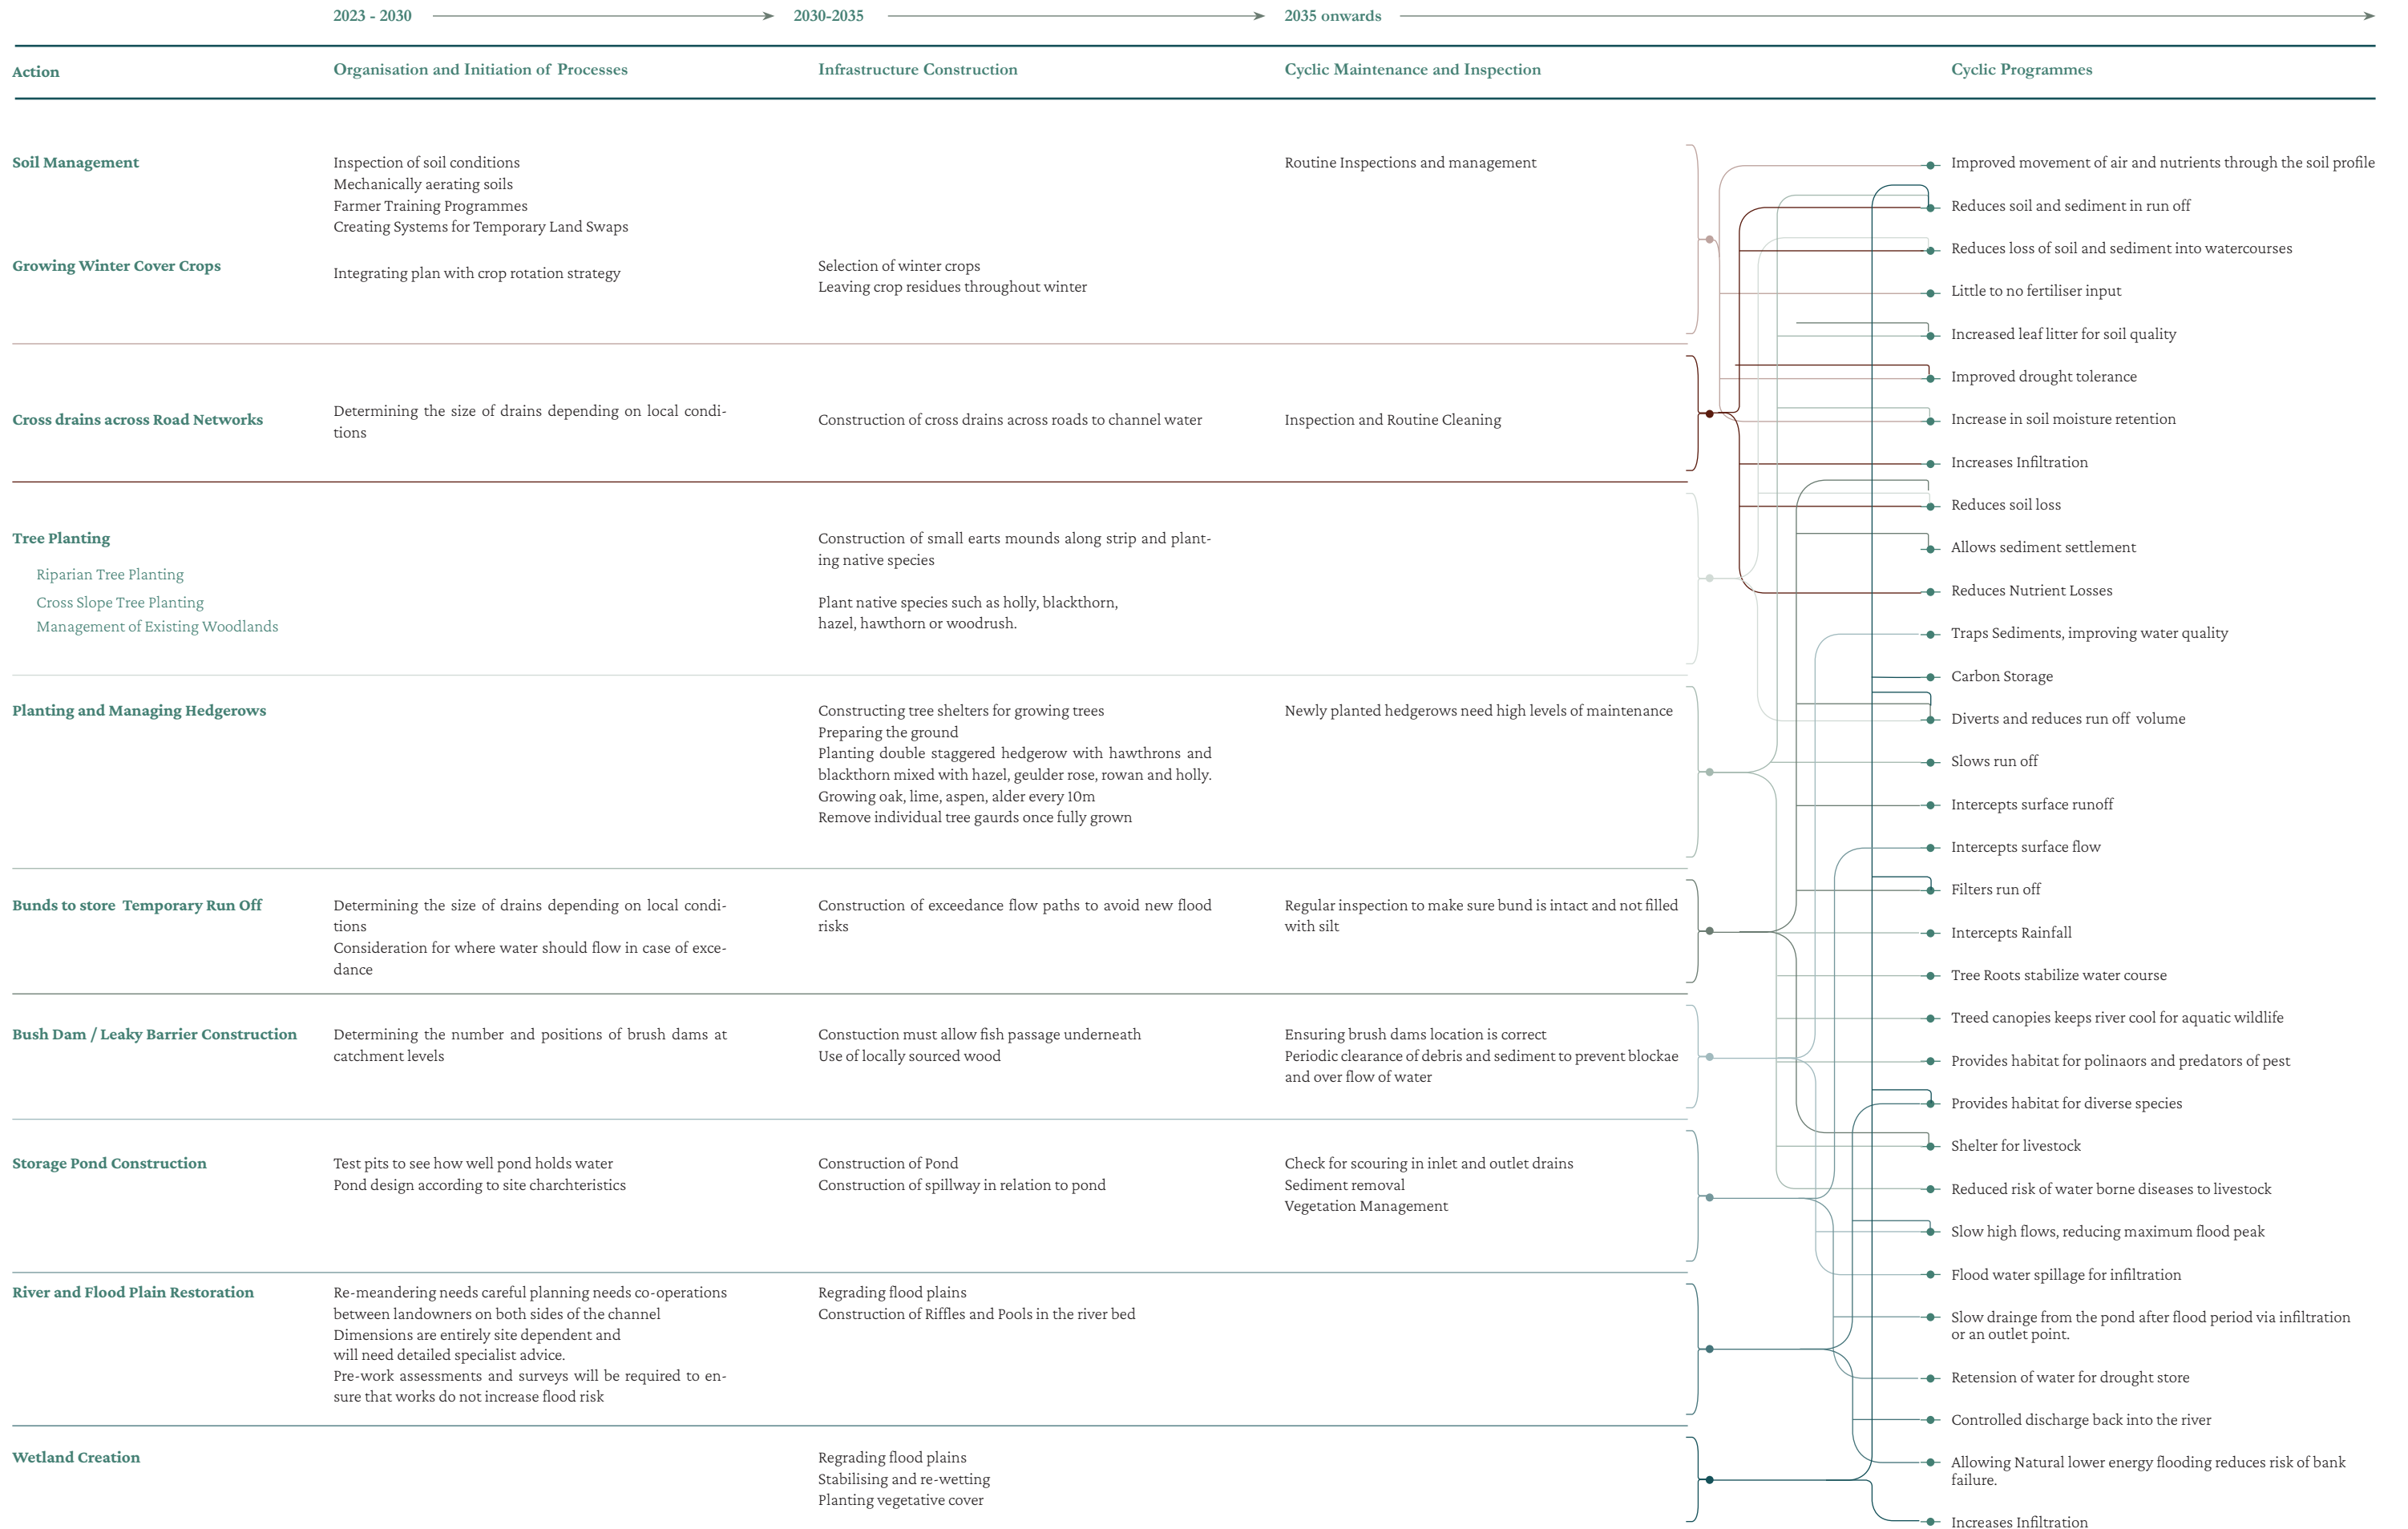 2023 - 2030
2030-2035
2035 onwards
Action
Organisation and Initiation of Processes
Infrastructure Construction
Cyclic Maintenance and Inspection
Cyclic Programmes
Soil Management
Inspection of soil conditions
Mechanically aerating soils
Farmer Training Programmes
Creating Systems for Temporary Land Swaps
Routine Inspections and management
Growing Winter Cover Crops
Integrating plan with crop rotation strategy
Selection of winter crops
Leaving crop residues throughout winter
Cross drains across Road Networks
Determining the size of drains depending on local condi-
tions
Construction of cross drains across roads to channel water
Inspection and Routine Cleaning
Tree Planting
Riparian Tree Planting
Cross Slope Tree Planting
Management of Existing Woodlands
Construction of small earts mounds along strip and plant-
ing native species
Plant native species such as holly, blackthorn,
hazel, hawthorn or woodrush.
Planting and Managing Hedgerows
Constructing tree shelters for growing trees
Preparing the ground
Planting double staggered hedgerow with hawthrons and
blackthorn mixed with hazel, geulder rose, rowan and holly.
Growing oak, lime, aspen, alder every 10m
Remove individual tree gaurds once fully grown
Newly planted hedgerows need high levels of maintenance
Bunds to store Temporary Run Off
Determining the size of drains depending on local condi-
tions
Consideration for where water should flow in case of exce-
dance
Construction of exceedance flow paths to avoid new flood
risks
Regular inspection to make sure bund is intact and not filled
with silt
Bush Dam / Leaky Barrier Construction
Determining the number and positions of brush dams at
catchment levels
Constuction must allow fish passage underneath
Use of locally sourced wood
Ensuring brush dams location is correct
Periodic clearance of debris and sediment to prevent blockae
and over flow of water
Storage Pond Construction
Test pits to see how well pond holds water
Pond design according to site charchteristics
Construction of Pond
Construction of spillway in relation to pond
Check for scouring in inlet and outlet drains
Sediment removal
Vegetation Management
River and Flood Plain Restoration
Re-meandering needs careful planning needs co-operations
between landowners on both sides of the channel
Dimensions are entirely site dependent and
will need detailed specialist advice.
Pre-work assessments and surveys will be required to en-
sure that works do not increase flood risk
Regrading flood plains
Construction of Riffles and Pools in the river bed
Wetland Creation
Regrading flood plains
Stabilising and re-wetting
Planting vegetative cover
Improved movement of air and nutrients through the soil profile
Reduces soil and sediment in run off
Reduces loss of soil and sediment into watercourses
Little to no fertiliser input
Increased leaf litter for soil quality
Improved drought tolerance
Increase in soil moisture retention
Increases Infiltration
Reduces soil loss
Allows sediment settlement
Reduces Nutrient Losses
Traps Sediments, improving water quality
Carbon Storage
Diverts and reduces run off volume
Slows run off
Intercepts surface runoff
Intercepts surface flow
Filters run off
Intercepts Rainfall
Tree Roots stabilize water course
Treed canopies keeps river cool for aquatic wildlife
Provides habitat for polinaors and predators of pest
Provides habitat for diverse species
Shelter for livestock
Reduced risk of water borne diseases to livestock
Slow high flows, reducing maximum flood peak
Flood water spillage for infiltration
Slow drainge from the pond after flood period via infiltration
or an outlet point.
Retension of water for drought store
Controlled discharge back into the river
Allowing Natural lower energy flooding reduces risk of bank
failure.
Increases Infiltration